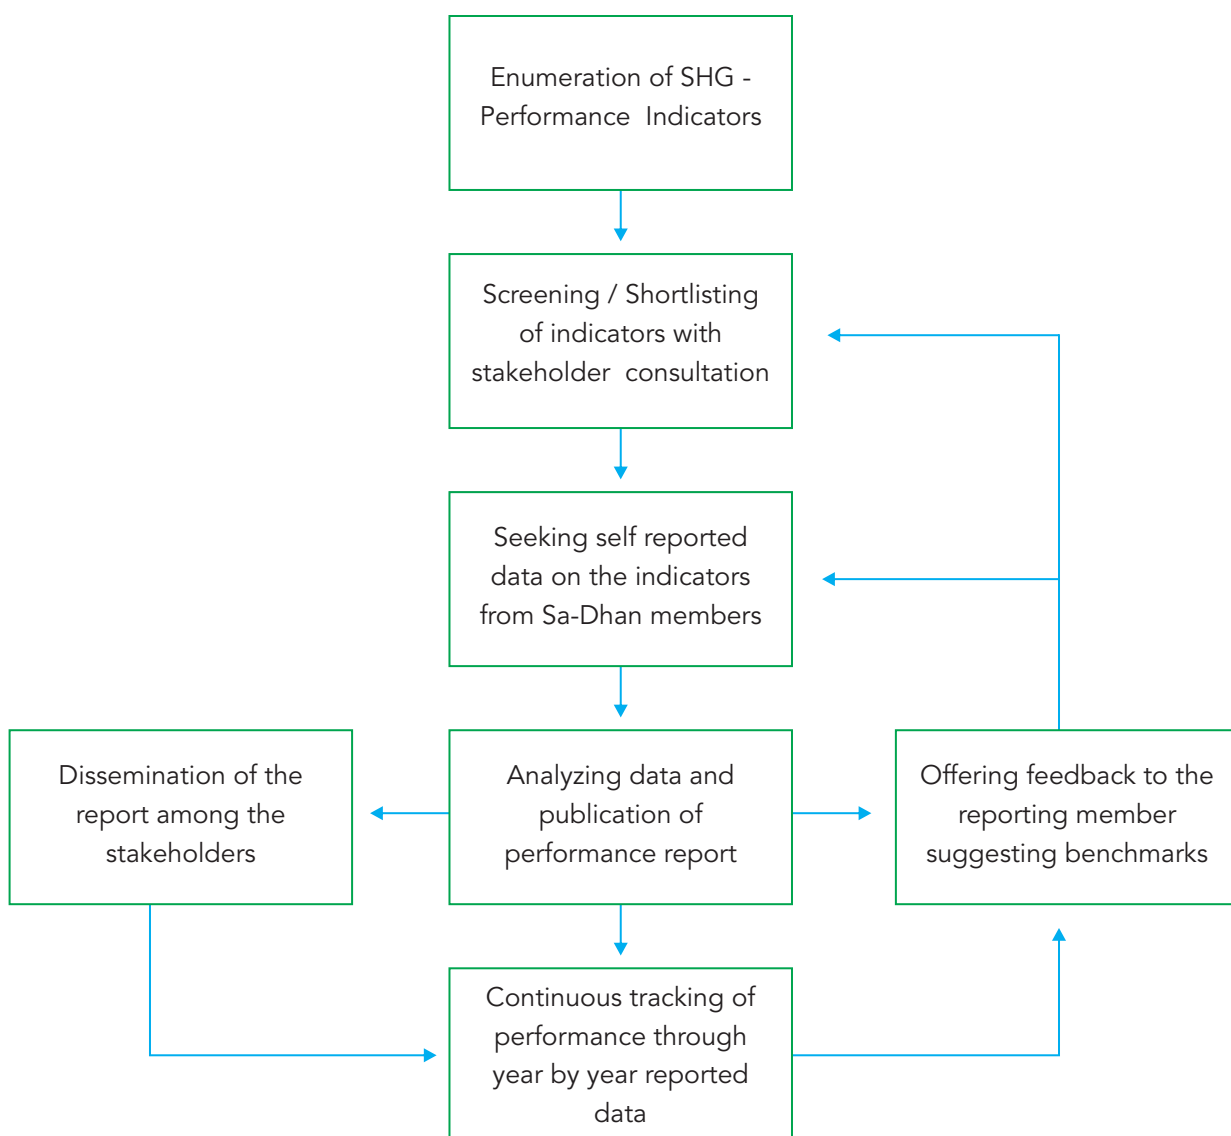 Enumeration of SHG -
Performance Indicators
Screening / Shortlisting
of indicators with
stakeholder consultation
Seeking self reported
data on the indicators
from Sa-Dhan members
Dissemination of the
report among the
stakeholders
Analyzing data and
publication of
performance report
Offering feedback to the
reporting member
suggesting benchmarks
Continuous tracking of
performance through
year by year reported
data